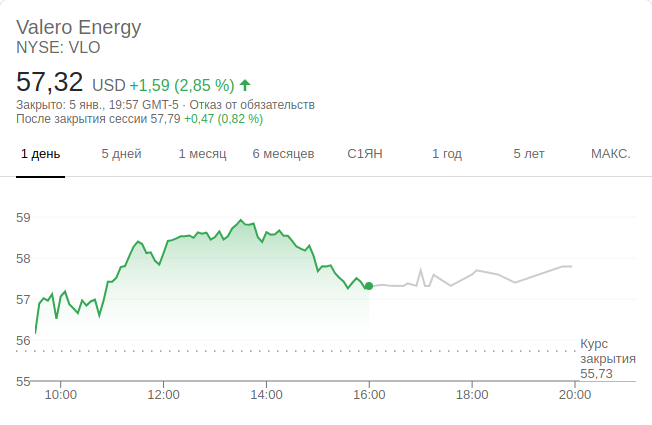 Valero Energy
NYSE: VLO
57,32 USD +1,59 (2,85 %)
Закрыто: 5 янв., 19:57 GMT-5 · Отказ от обязательств
После закрытия сессии 57,79 +0,47 (0,82 %)
1 день 5 дней 1 месяц 6 месяцев С1ЯН 1 год 5 лет МАКС.
59
58
57
56
Курс
закрытия
55,73
55
10:00 12:00 14:00 16:00 18:00 20:00